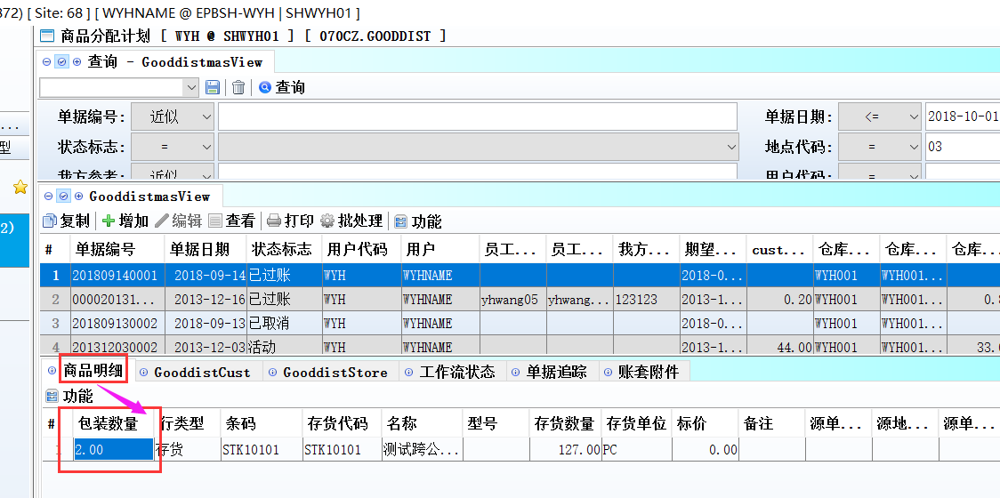 372) [ Site: 68 ] [ WYHNAME @ EPBSH-WYH | SHWYH01 ]
商品分配计划 [ WYH @ SHWYH01 ] [ 070CZ.GOODDIST ]
查询 - GooddistmasView
查询
单据编号: 近似 单据日期: <= 2018-10-01
状态标志: = 地点代码: = 03
我方参考: 近似 用户代码: =
...
型
2)
GooddistmasView
复制 增加 编辑 查看 打印 批处理 功能
# 单据编号 单据日期 状态标志 用户代码 用户 员工... 员工... 我方... 期望... cust... 仓库... 仓库... 仓库...
1 201809140001 2018-09-14 已过账 WYH WYHNAME 2018-0... WYH001 WYH001...
2 000020131... 2013-12-16 已过账 WYH WYHNAME yhwang05 yhwang... 123123 2013-1... 0.20 WYH001 WYH001... 0.8
3 201809130002 2018-09-13 已取消 WYH WYHNAME 2018-0... WYH001 WYH001...
4 201312030002 2013-12-03 活动 WYH WYHNAME 2013-1... 44.00 WYH001 WYH001... 33.0
商品明细 GooddistCust GooddistStore 工作流状态 单据追踪 账套附件
功能
# 包装数量 行类型 条码 存货代码 名称 型号 存货数量 存货单位 标价 备注 源单... 源地... 源单...
1 2.00 存货 STK10101 STK10101 测试跨公... 127.00 PC 0.00